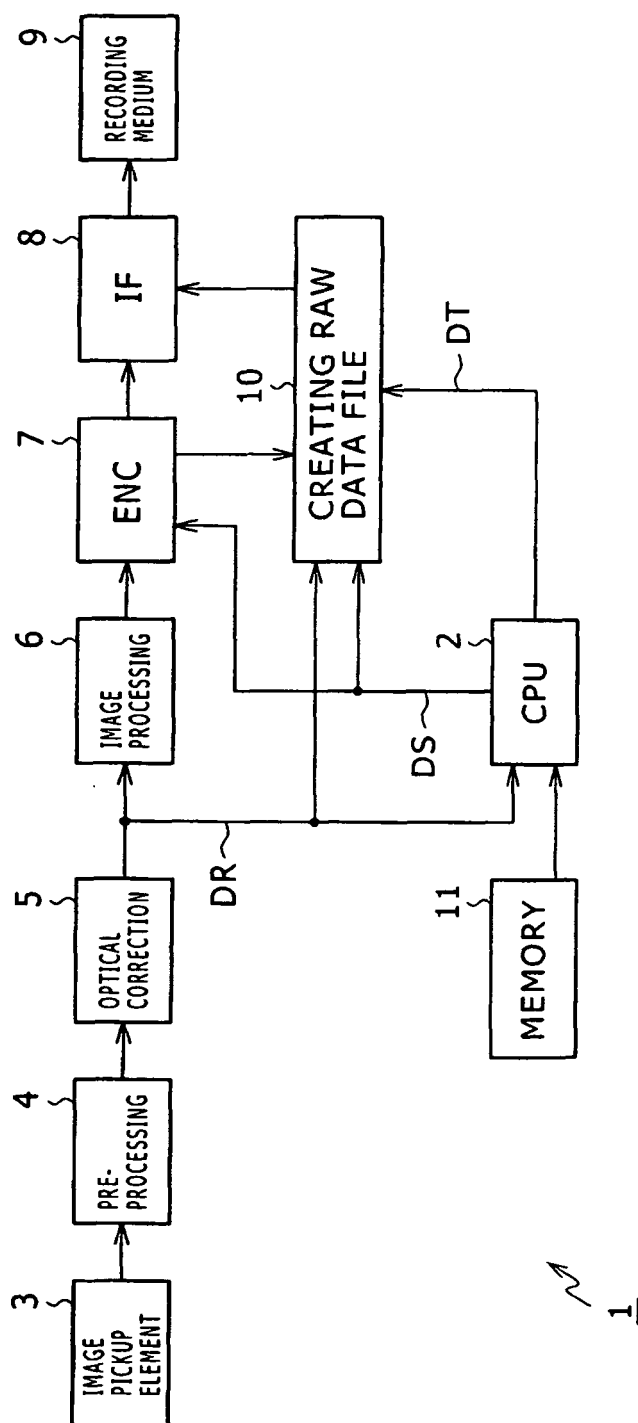 3
IMAGE
PICKUP
ELEMENT
4
PRE-
PROCESSING
5
OPTICAL
CORRECTION
6
IMAGE
PROCESSING
7
ENC
8
IF
9
RECORDING
MEDIUM
10
CREATING RAW
DATA FILE
DR
DS
DT
2
CPU
11
MEMORY
1